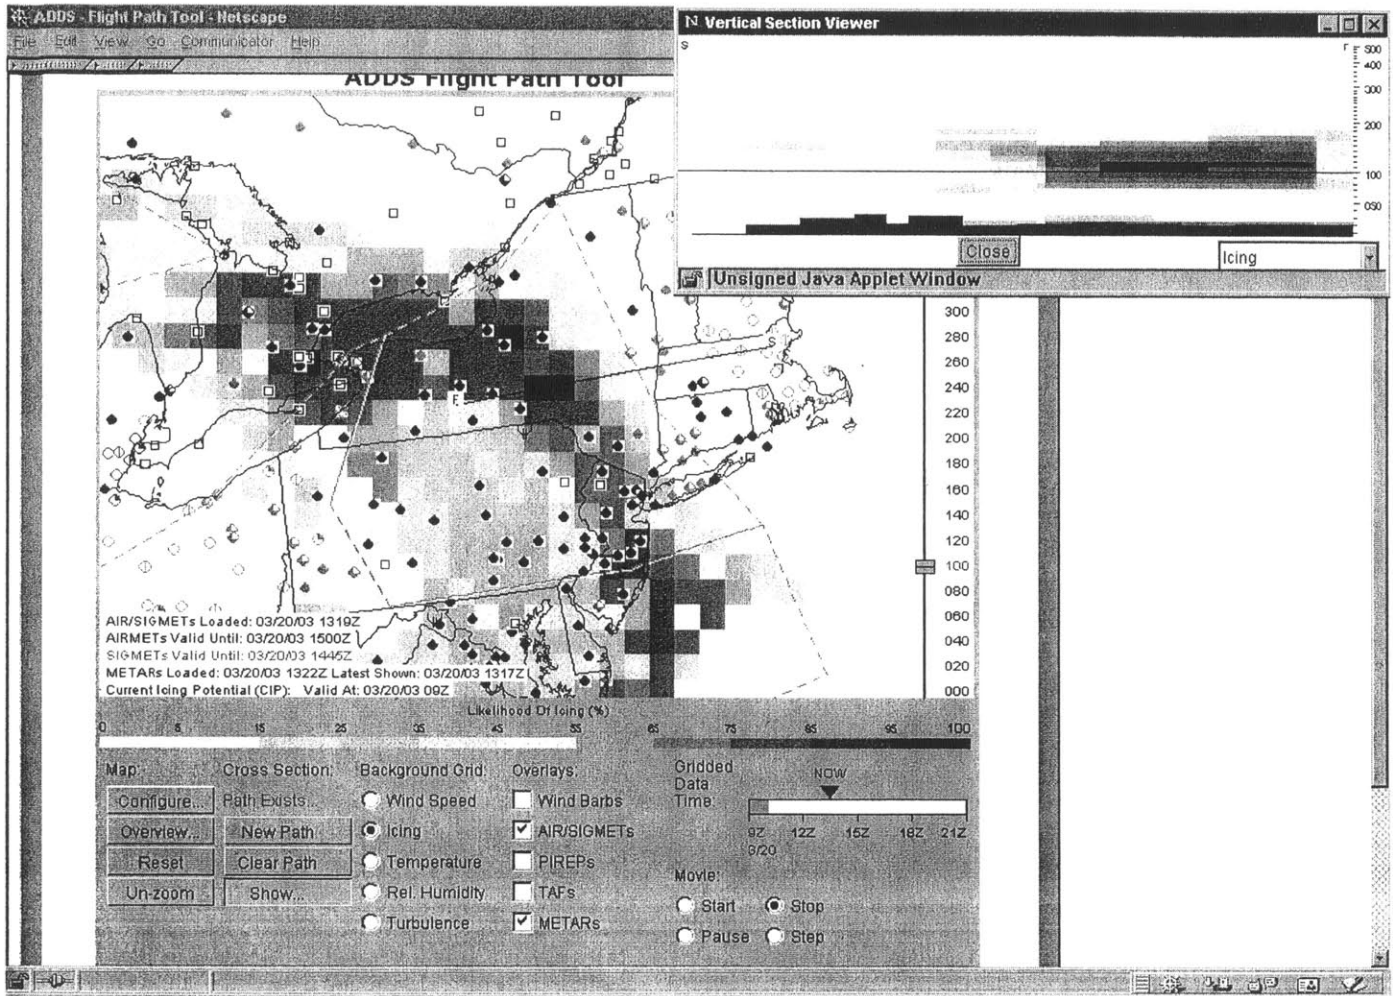 ADDS - Flight Path Tool - Netscape
File Edit View Go Communicator Help
ADDS Flight Path Tool
N Vertical Section Viewer
S
F
500
400
300
200
100
050
Close
Icing
Unsigned Java Applet Window
S
F
300
280
260
240
220
200
180
160
140
120
100
080
060
040
020
000
AIR/SIGMETs Loaded: 03/20/03 1319Z
AIRMETs Valid Until: 03/20/03 1500Z
SIGMETs Valid Until: 03/20/03 1445Z
METARs Loaded: 03/20/03 1322Z Latest Shown: 03/20/03 1317Z
Current Icing Potential (CIP): Valid At: 03/20/03 09Z
Likelihood Of Icing (%)
0 5 15 25 35 45 55 65 75 85 95 100
Map: Cross Section: Background Grid: Overlays: Gridded Data Time: NOW
Configure... Path Exists... Wind Speed Wind Barbs
Overview... New Path Icing AIR/SIGMETs 9Z 12Z 15Z 18Z 21Z
3/20
Reset Clear Path Temperature PIREPs
Movie:
Un-zoom Show... Rel. Humidity TAFs Start Stop
Turbulence METARs Pause Step